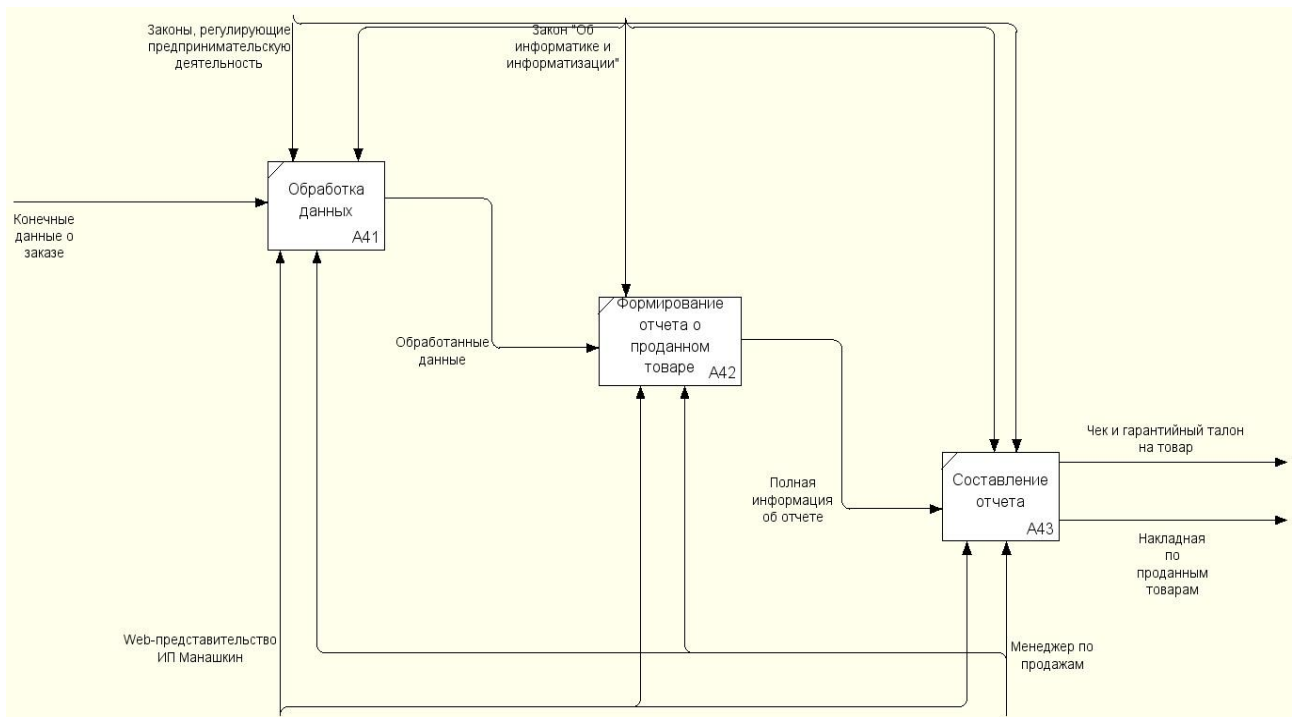 Законы, регулирующие
предпринимательскую
деятельность
Закон "Об
информатике и
информатизации"
Обработка
данных
A41
Конечные
данные о
заказе
Формирование
отчета о
проданном
товаре
A42
Обработанные
данные
Чек и гарантийный талон
на товар
Составление
отчета
A43
Полная
информация
об отчете
Накладная
по
проданным
товарам
Web-представительство
ИП Манашкин
Менеджер по
продажам